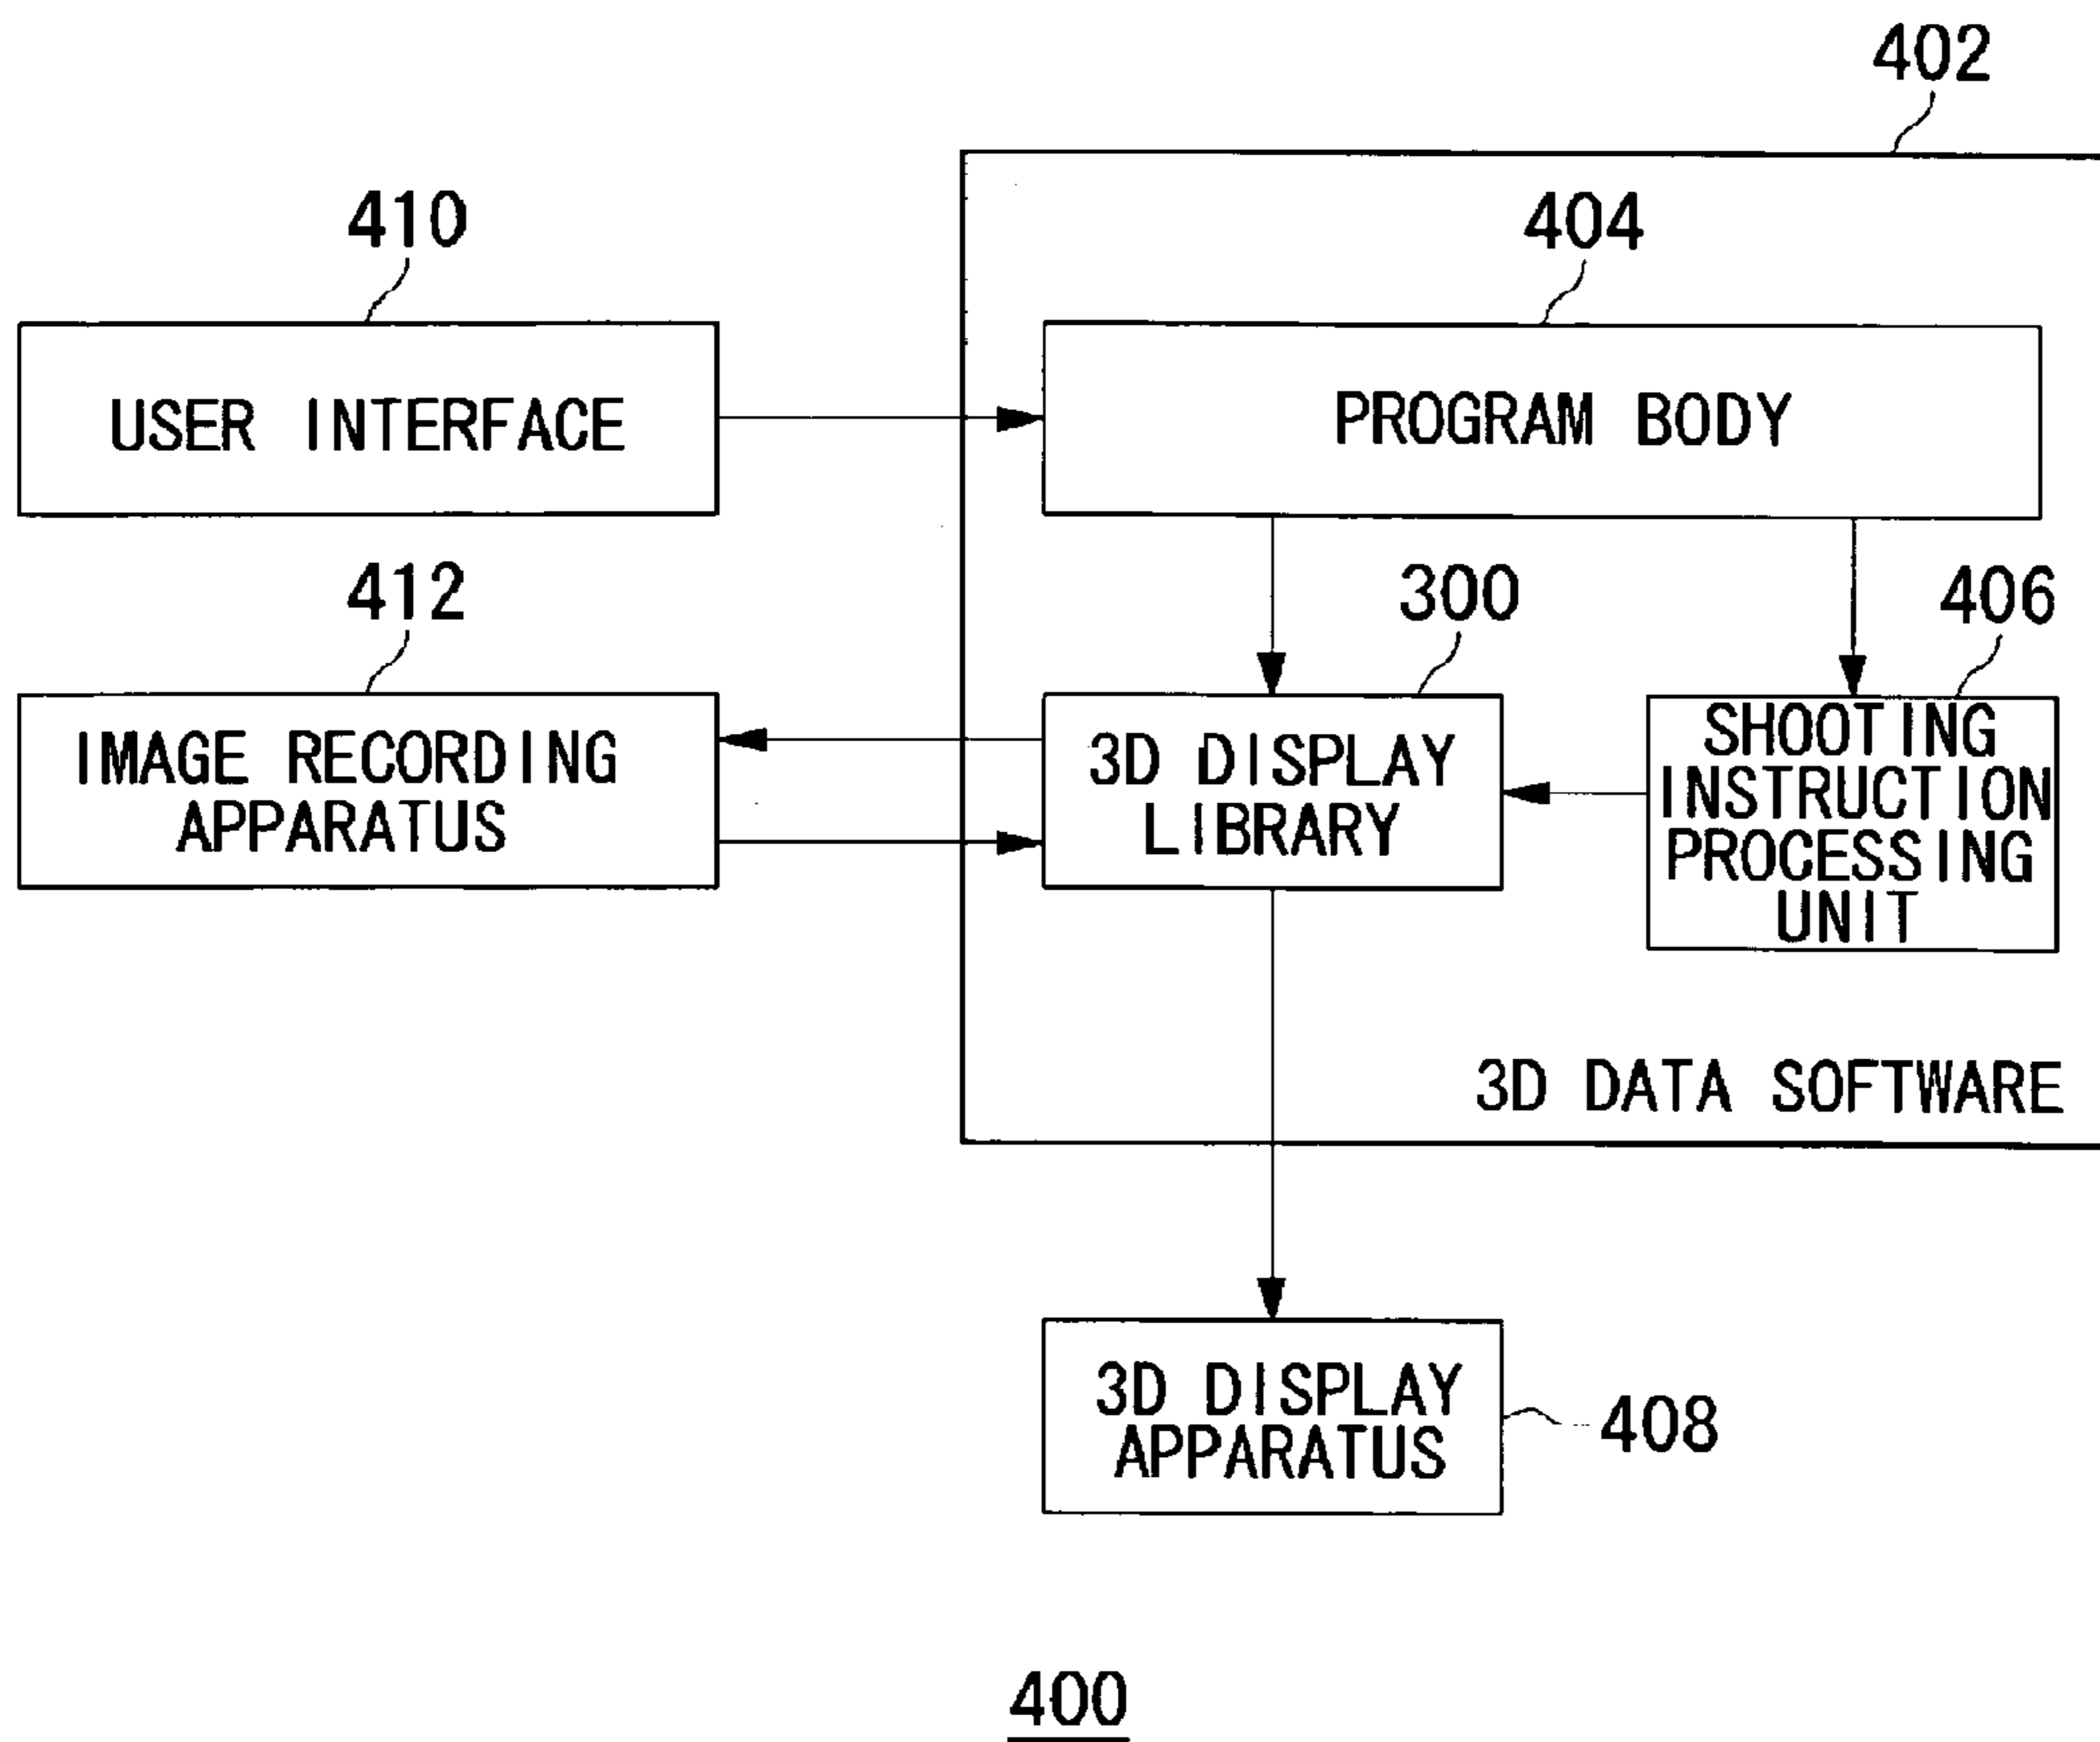 402
410
404
USER INTERFACE
PROGRAM BODY
412
300
406
IMAGE RECORDING
APPARATUS
3D DISPLAY
LIBRARY
SHOOTING
INSTRUCTION
PROCESSING
UNIT
3D DATA SOFTWARE
3D DISPLAY
APPARATUS
408
400